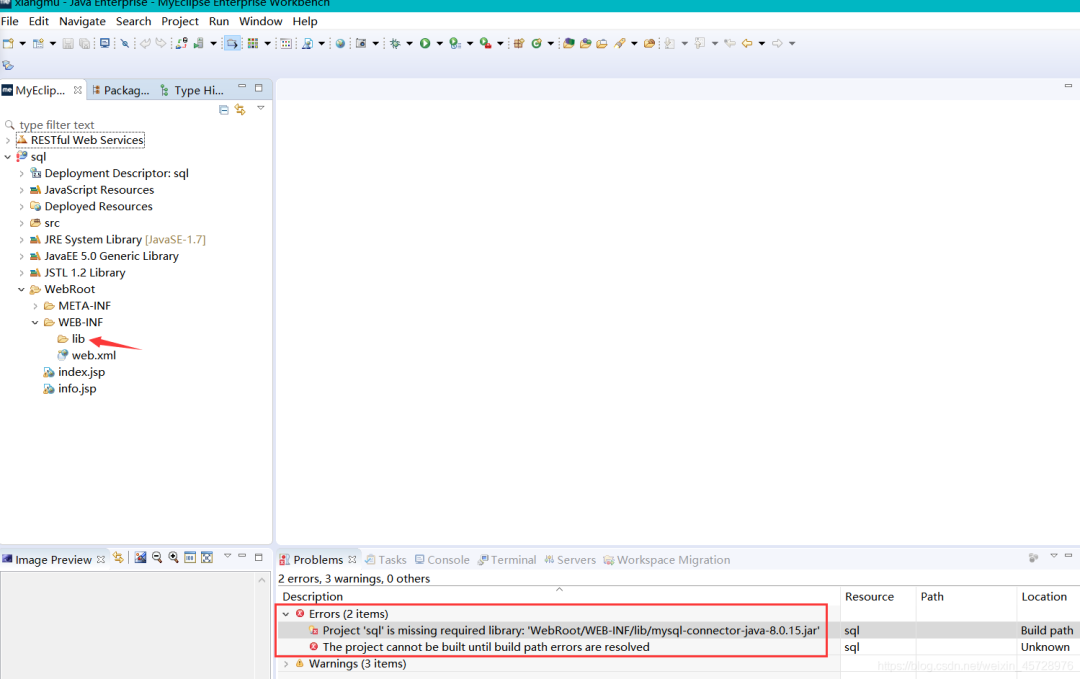 xiangmu - Java Enterprise - MyEclipse Enterprise Workbench
File Edit Navigate Search Project Run Window Help
MyEclip... Packag... Type Hi...
type filter text
RESTful Web Services
sql
Deployment Descriptor: sql
JavaScript Resources
Deployed Resources
src
JRE System Library [JavaSE-1.7]
JavaEE 5.0 Generic Library
JSTL 1.2 Library
WebRoot
META-INF
WEB-INF
lib
web.xml
index.jsp
info.jsp
Image Preview
Problems Tasks Console Terminal Servers Workspace Migration
2 errors, 3 warnings, 0 others
Description Resource Path Location
Errors (2 items)
Project 'sql' is missing required library: 'WebRoot/WEB-INF/lib/mysql-connector-java-8.0.15.jar' sql Build path
The project cannot be built until build path errors are resolved sql Unknown
Warnings (3 items)
https://blog.csdn.net/weixin_45728976